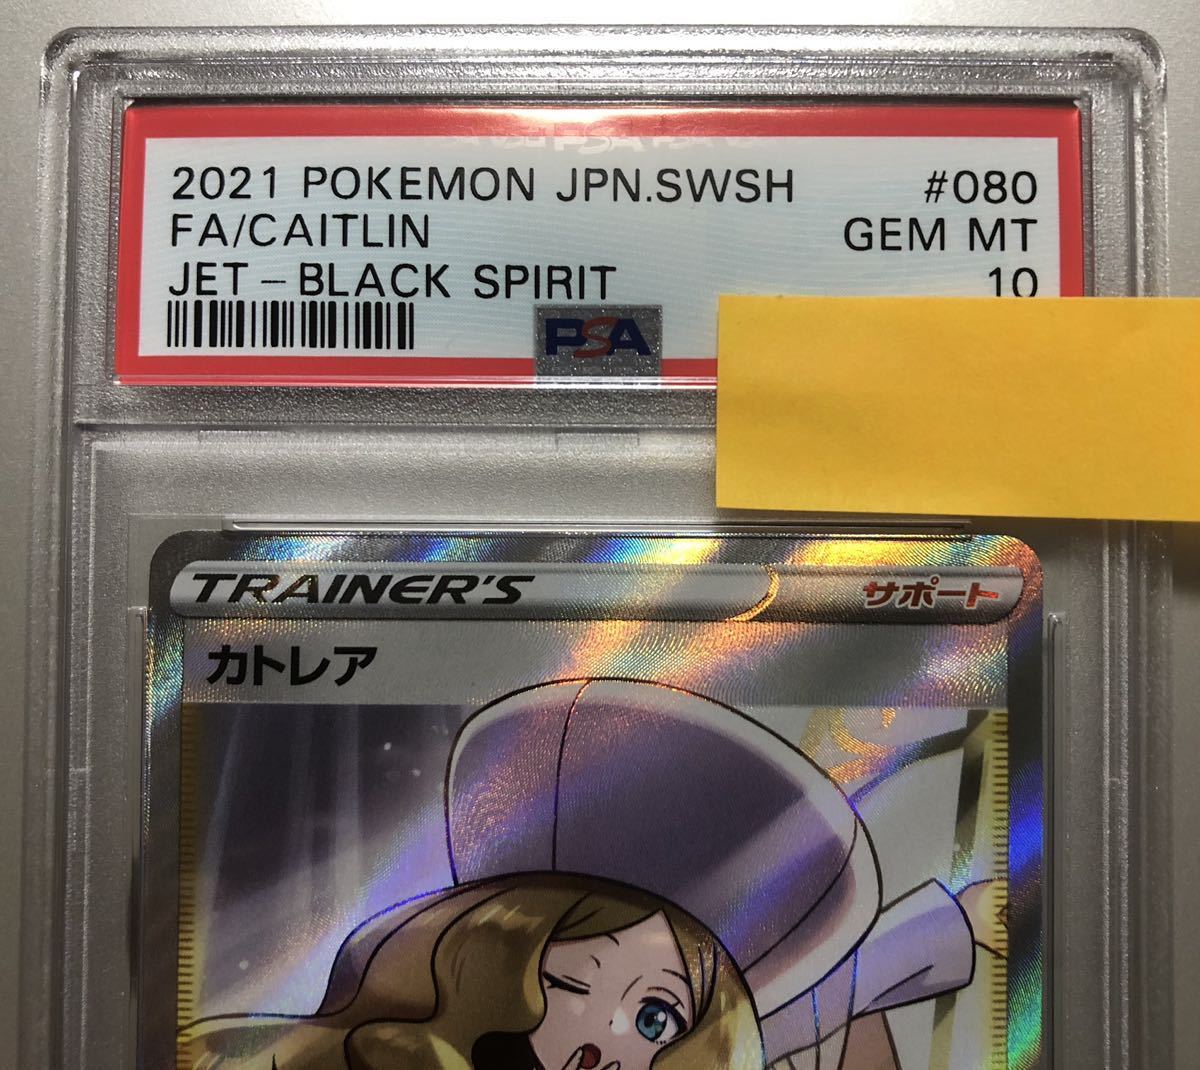 2021 POKEMON JPN.SWSH #080
FA/CAITLIN GEM MT
JET-BLACK SPIRIT 10
PSA
TRAINER'S サポート
カトレア